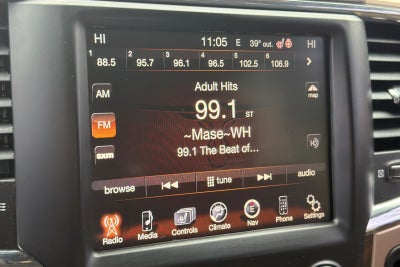 HI 11:05 E 39° out. HI
1 88.5 2 95.7 3 96.1 4 96.5 5 102.5 6 106.9
Adult Hits
AM
99.1 ST
map
FM
~Mase~WH
99.1 The Beat of...
sxm
browse tune audio
Radio Media Controls Climate Nav Phone Settings